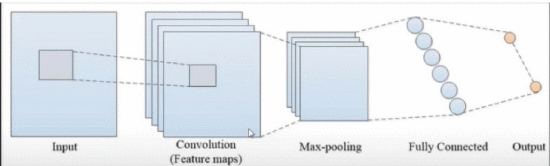 Input
Convolution
(Feature maps)
Max-pooling
Fully Connected
Output